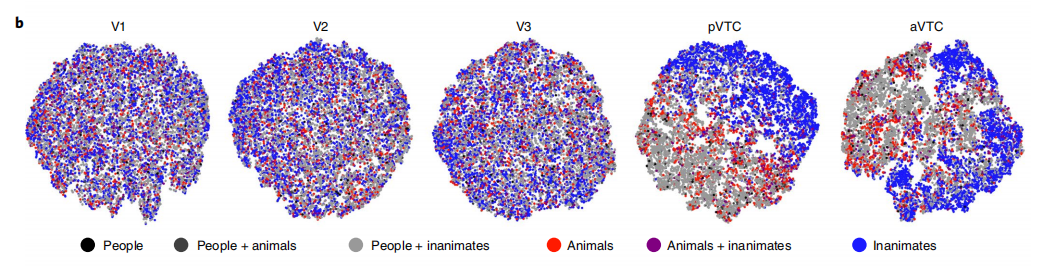 b
V1 V2 V3 pVTC aVTC
People People + animals People + inanimates Animals Animals + inanimates Inanimates